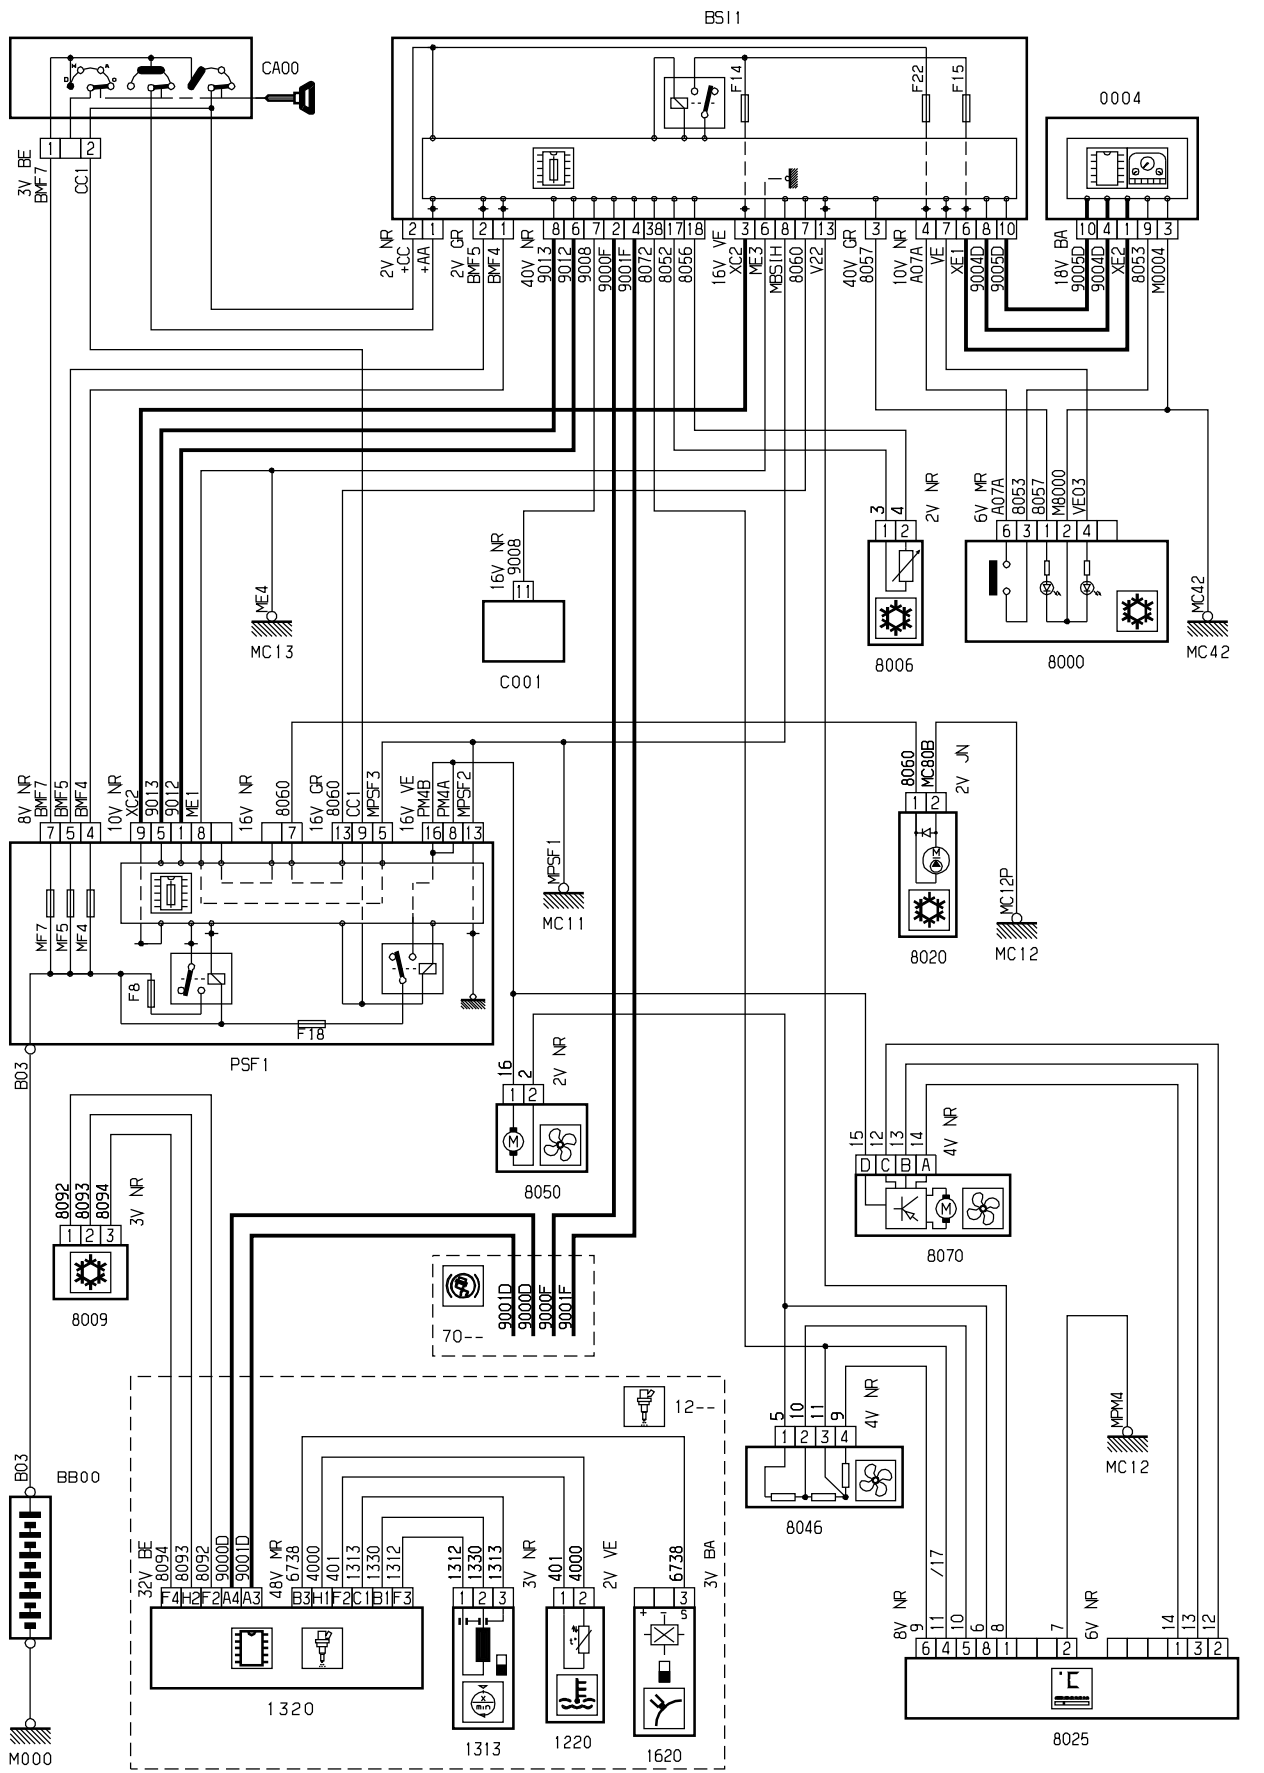 BSI1
CA00
N
A
D
C
F14
F22
F15
0004
1
2
3V BE
BMF7
CC1
2
1
2
1
8
6
7
2
4
38
17
18
3
6
8
7
13
3
4
7
6
8
10
10
4
1
9
3
2V NR
+CC
+AA
2V GR
BMF5
BMF4
40V NR
9013
9012
9008
9000F
9001F
8072
8052
8056
16V VE
XC2
ME3
MBSIH
8060
V22
40V GR
8057
10V NR
A07A
VE
XE1
9004D
9005D
18V BA
9005D
9004D
XE2
8053
M0004
3
4
2V NR
1
2
8006
6V MR
A07A
8053
8057
M8000
VE03
6
3
1
2
4
8000
MC42
MC42
16V NR
9008
11
C001
ME4
MC13
8V NR
BMF7
BMF5
BMF4
10V NR
XC2
9013
9012
ME1
16V NR
8060
16V GR
8060
CC1
MPSF3
16V VE
PM4B
PM4A
MPSF2
7
5
4
9
5
1
8
7
13
9
5
16
8
13
MF7
MF5
MF4
F8
F18
PSF1
B03
MPSF1
MC11
8060
MC80B
2V JN
1
2
M
8020
MC12P
MC12
16
2
2V NR
1
2
M
8050
15
12
13
14
4V NR
D
C
B
A
M
8070
8092
8093
8094
3V NR
1
2
3
8009
9001D
9000D
9000F
9001F
70--
12--
5
10
11
9
4V NR
1
2
3
4
8046
MPM4
MC12
B03
BB00
M000
32V BE
8094
8093
8092
9000D
9001D
48V MR
6738
4000
401
1313
1330
1312
F4
H2
F2
A4
A3
B3
H1
F2
C1
B1
F3
1320
1312
1330
1313
3V NR
1
2
3
x
min
1313
401
4000
2V VE
1
2
t°
1220
6738
3V BA
3
+
−
S
1620
8V NR
9
11
/17
10
6
8
7
6V NR
14
13
12
6
4
5
8
1
2
1
3
2
°C
8025